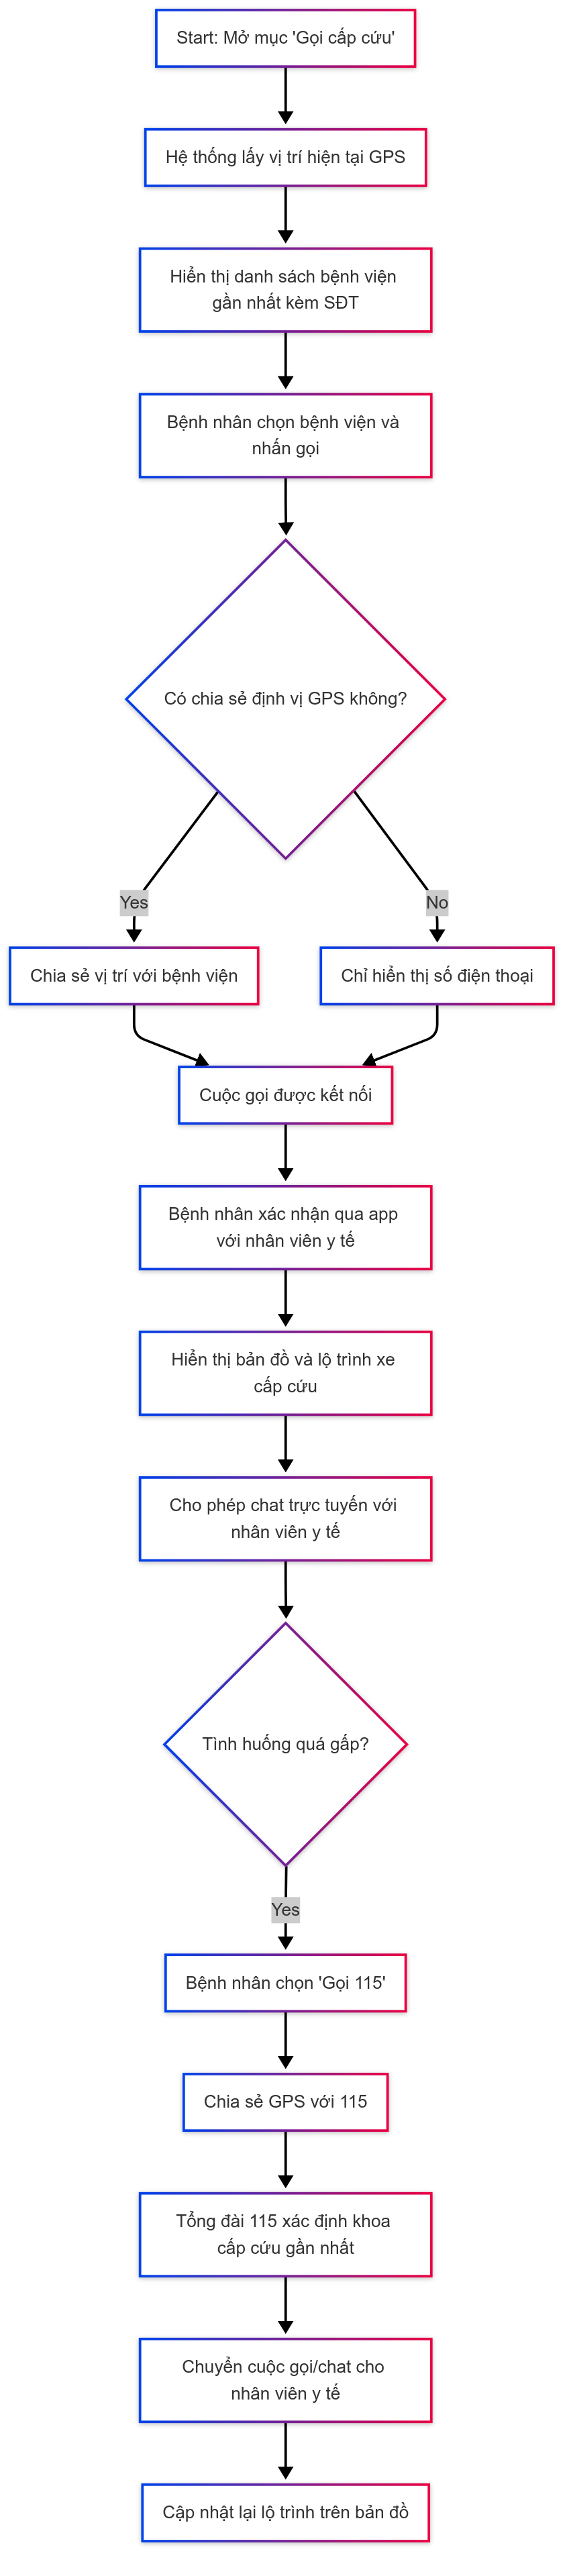 Start: Mở mục 'Gọi cấp cứu'
Hệ thống lấy vị trí hiện tại GPS
Hiển thị danh sách bệnh viện
gần nhất kèm SĐT
Bệnh nhân chọn bệnh viện và
nhấn gọi
Có chia sẻ định vị GPS không?
Yes
No
Chia sẻ vị trí với bệnh viện
Chỉ hiển thị số điện thoại
Cuộc gọi được kết nối
Bệnh nhân xác nhận qua app
với nhân viên y tế
Hiển thị bản đồ và lộ trình xe
cấp cứu
Cho phép chat trực tuyến với
nhân viên y tế
Tình huống quá gấp?
Yes
Bệnh nhân chọn 'Gọi 115'
Chia sẻ GPS với 115
Tổng đài 115 xác định khoa
cấp cứu gần nhất
Chuyển cuộc gọi/chat cho
nhân viên y tế
Cập nhật lại lộ trình trên bản đồ